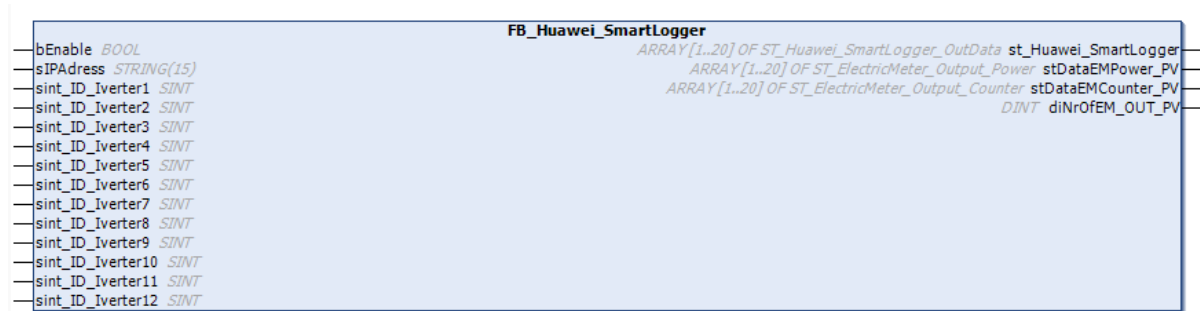 FB_Huawei_SmartLogger
bEnable BOOL ARRAY [1..20] OF ST_Huawei_SmartLogger_OutData st_Huawei_SmartLogger
sIPAdress STRING(15) ARRAY [1..20] OF ST_ElectricMeter_Output_Power stDataEMPower_PV
sint_ID_Iverter1 SINT ARRAY [1..20] OF ST_ElectricMeter_Output_Counter stDataEMCounter_PV
sint_ID_Iverter2 SINT DINT diNrOfEM_OUT_PV
sint_ID_Iverter3 SINT
sint_ID_Iverter4 SINT
sint_ID_Iverter5 SINT
sint_ID_Iverter6 SINT
sint_ID_Iverter7 SINT
sint_ID_Iverter8 SINT
sint_ID_Iverter9 SINT
sint_ID_Iverter10 SINT
sint_ID_Iverter11 SINT
sint_ID_Iverter12 SINT